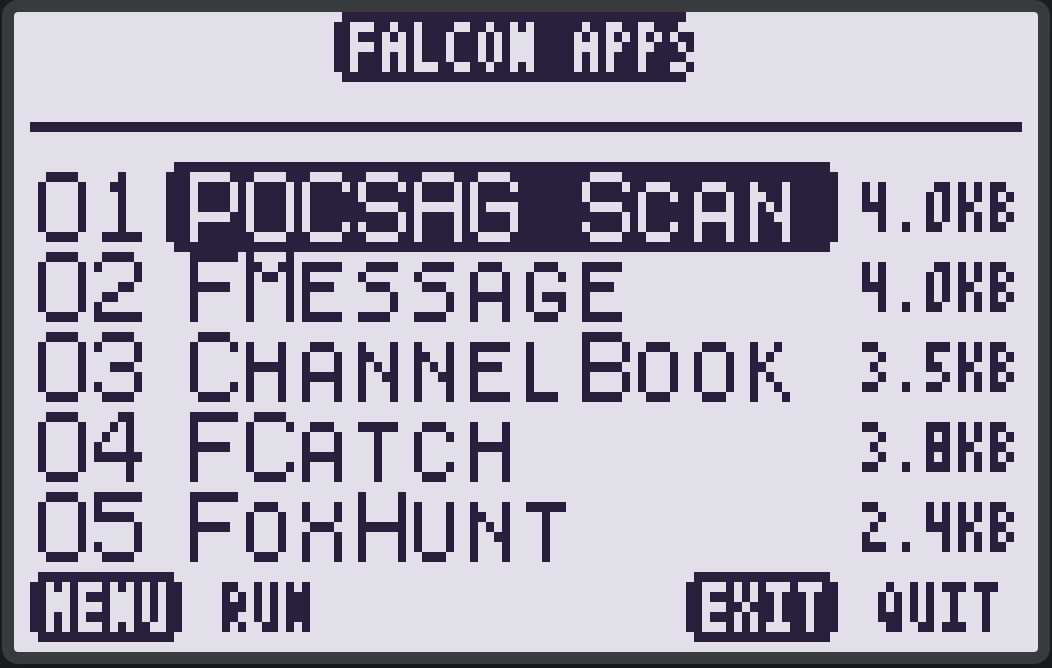 FALCON APPS
01 POCSAG SCAN 4.0KB
02 FMESSAGE 4.0KB
03 CHANNELBOOK 3.5KB
04 FCATCH 3.8KB
05 FOXHUNT 2.4KB
MENU RUN EXIT QUIT